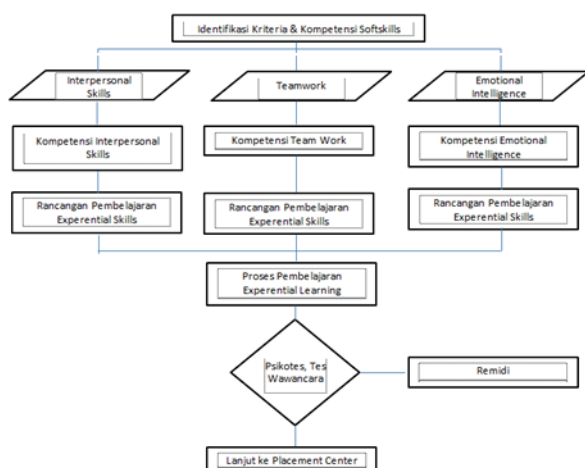 Identifikasi Kriteria & Kompetensi Softskills
Interpersonal
Skills
Teamwork
Emotional
Intelligence
Kompetensi Interpersonal
Skills
Kompetensi Team Work
Kompetensi Emotional
Intelligence
Rancangan Pembelajaran
Experential Skills
Rancangan Pembelajaran
Experential Skills
Rancangan Pembelajaran
Experential Skills
Proses Pembelajaran
Experental Learning
Psikotes, Tes
Wawancara
Remidi
Lanjut ke Placement Center